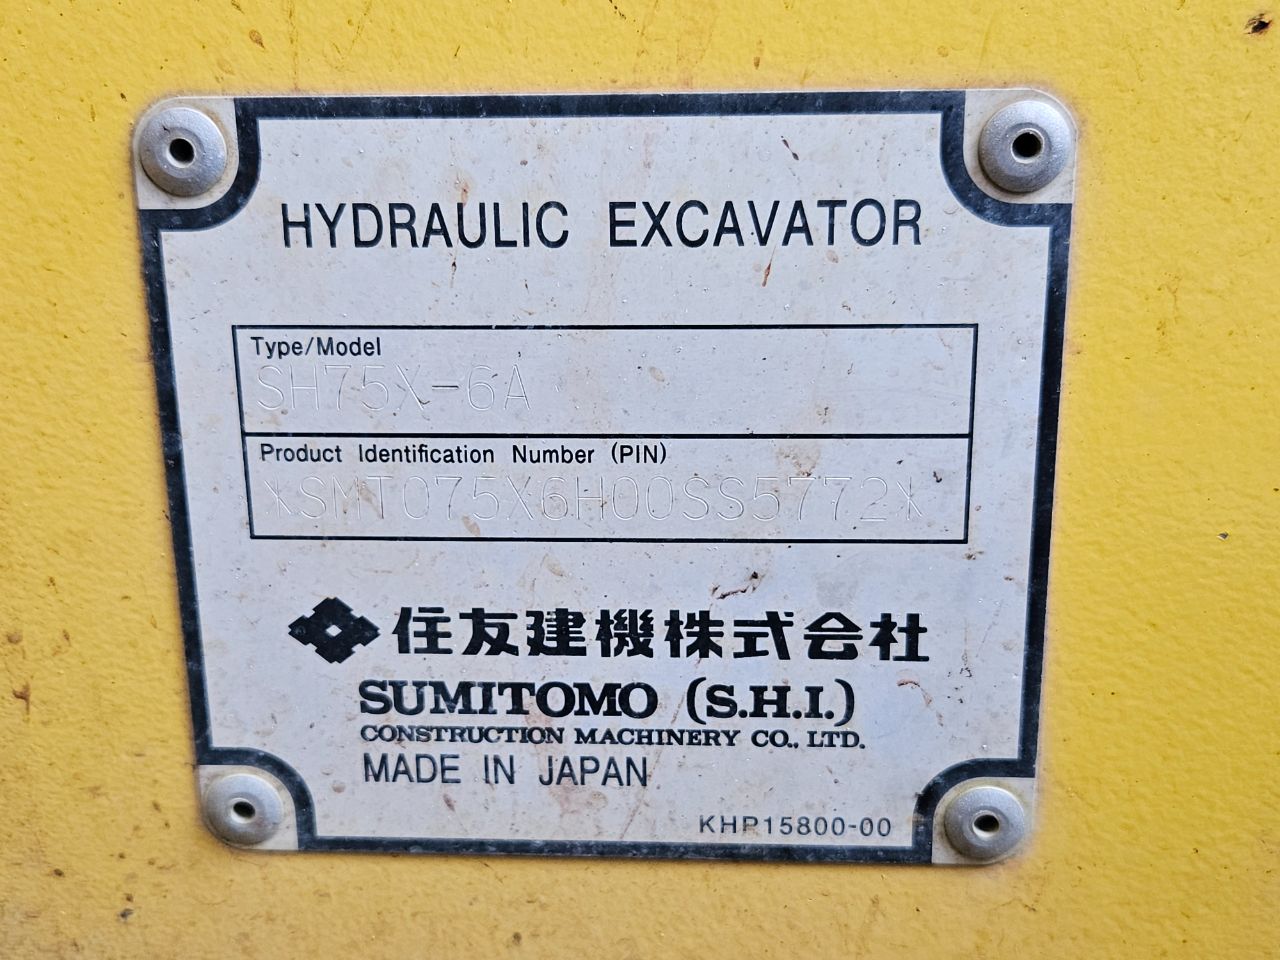 HYDRAULIC EXCAVATOR
Type/Model
SH75X-6A
Product Identification Number (PIN)
*SMT075X6H00SS5772*
住友建機株式会社
SUMITOMO (S.H.I.)
CONSTRUCTION MACHINERY CO., LTD.
MADE IN JAPAN
KHP15800-00